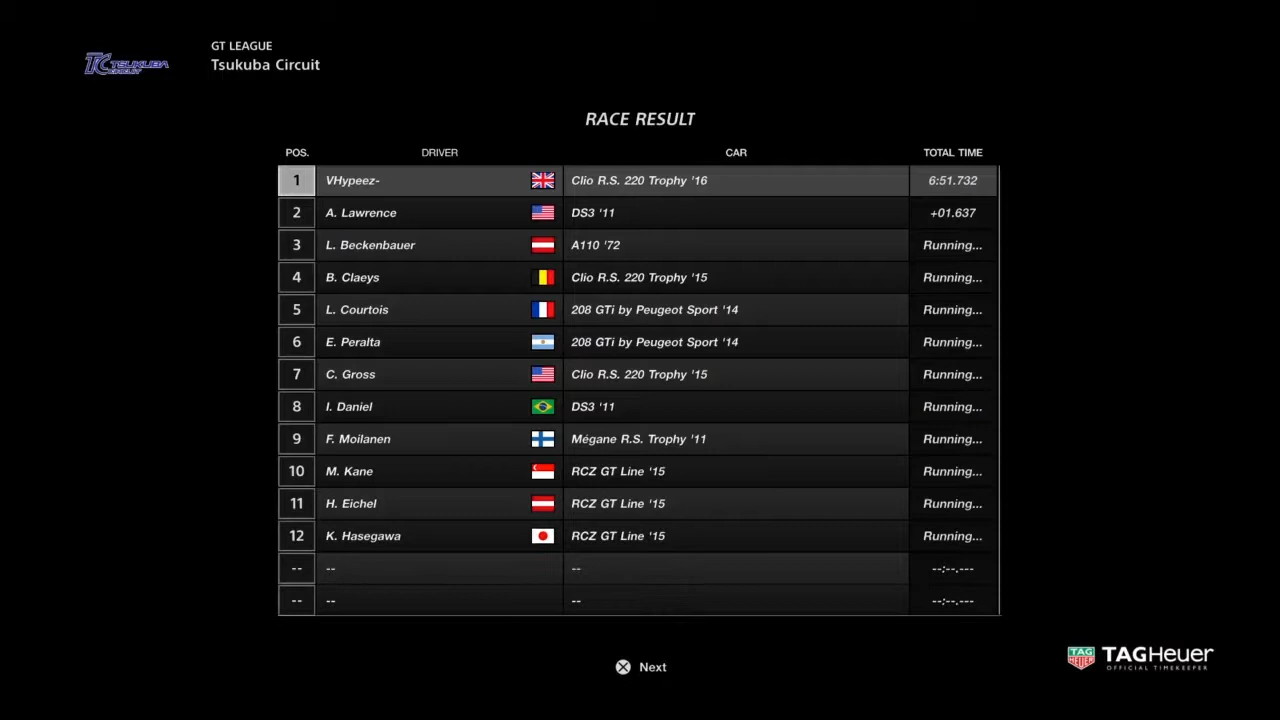 TC TSUKUBA CIRCUIT
GT LEAGUE
Tsukuba Circuit
RACE RESULT
POS. DRIVER CAR TOTAL TIME
1 VHypeez- Clio R.S. 220 Trophy '16 6:51.732
2 A. Lawrence DS3 '11 +01.637
3 L. Beckenbauer A110 '72 Running...
4 B. Claeys Clio R.S. 220 Trophy '15 Running...
5 L. Courtois 208 GTi by Peugeot Sport '14 Running...
6 E. Peralta 208 GTi by Peugeot Sport '14 Running...
7 C. Gross Clio R.S. 220 Trophy '15 Running...
8 I. Daniel DS3 '11 Running...
9 F. Moilanen Mégane R.S. Trophy '11 Running...
10 M. Kane RCZ GT Line '15 Running...
11 H. Eichel RCZ GT Line '15 Running...
12 K. Hasegawa RCZ GT Line '15 Running...
-- -- -- --:--.---
-- -- -- --:--.---
Next
TAG HEUER TAGHeuer
OFFICIAL TIMEKEEPER